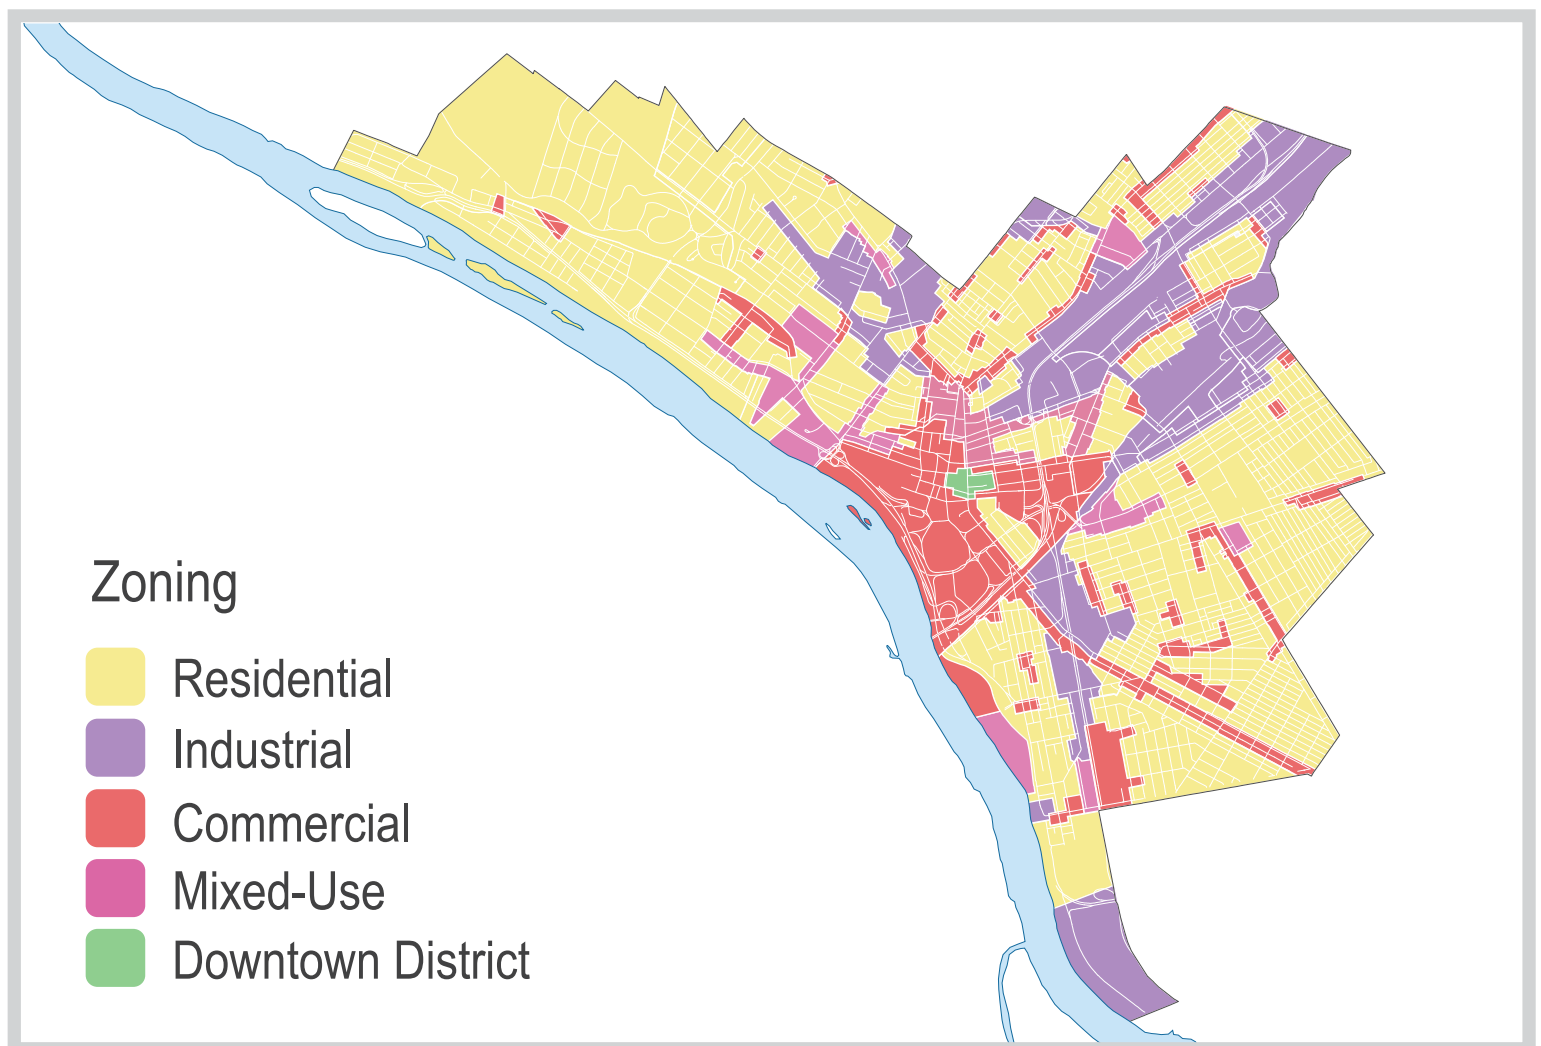 Zoning
Residential
Industrial
Commercial
Mixed-Use
Downtown District